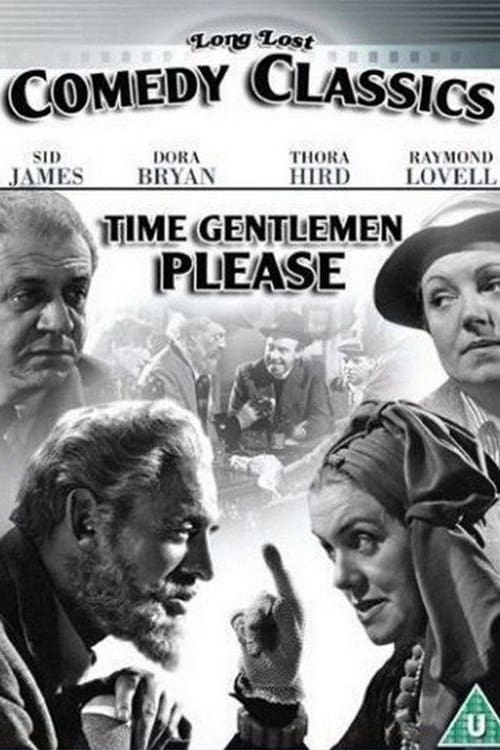 Long Lost
COMEDY CLASSICS
SID DORA THORA RAYMOND
JAMES BRYAN HIRD LOVELL
TIME GENTLEMEN
PLEASE
U